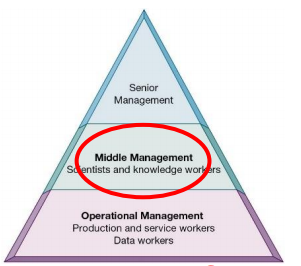 Senior
Management
Middle Management
Scientists and knowledge workers
Operational Management
Production and service workers
Data workers